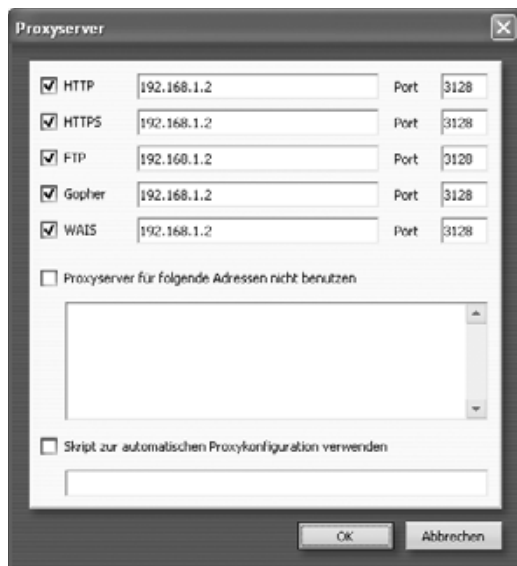 Proxyserver
HTTP 192.168.1.2 Port 3128
HTTPS 192.168.1.2 Port 3128
FTP 192.168.1.2 Port 3128
Gopher 192.168.1.2 Port 3128
WAIS 192.168.1.2 Port 3128
Proxyserver für folgende Adressen nicht benutzen
Skript zur automatischen Proxykonfiguration verwenden
OK Abbrechen